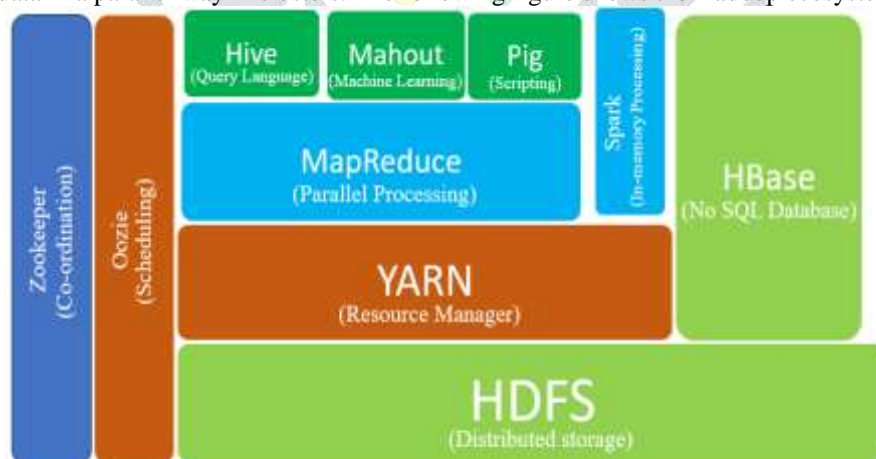 Hive
(Query Language)
Mahout
(Machine Learning)
Pig
(Scripting)
Spark
(In-memory Processing)
MapReduce
(Parallel Processing)
HBase
(No SQL Database)
Zookeeper
(Co-ordination)
Oozie
(Scheduling)
YARN
(Resource Manager)
HDFS
(Distributed storage)